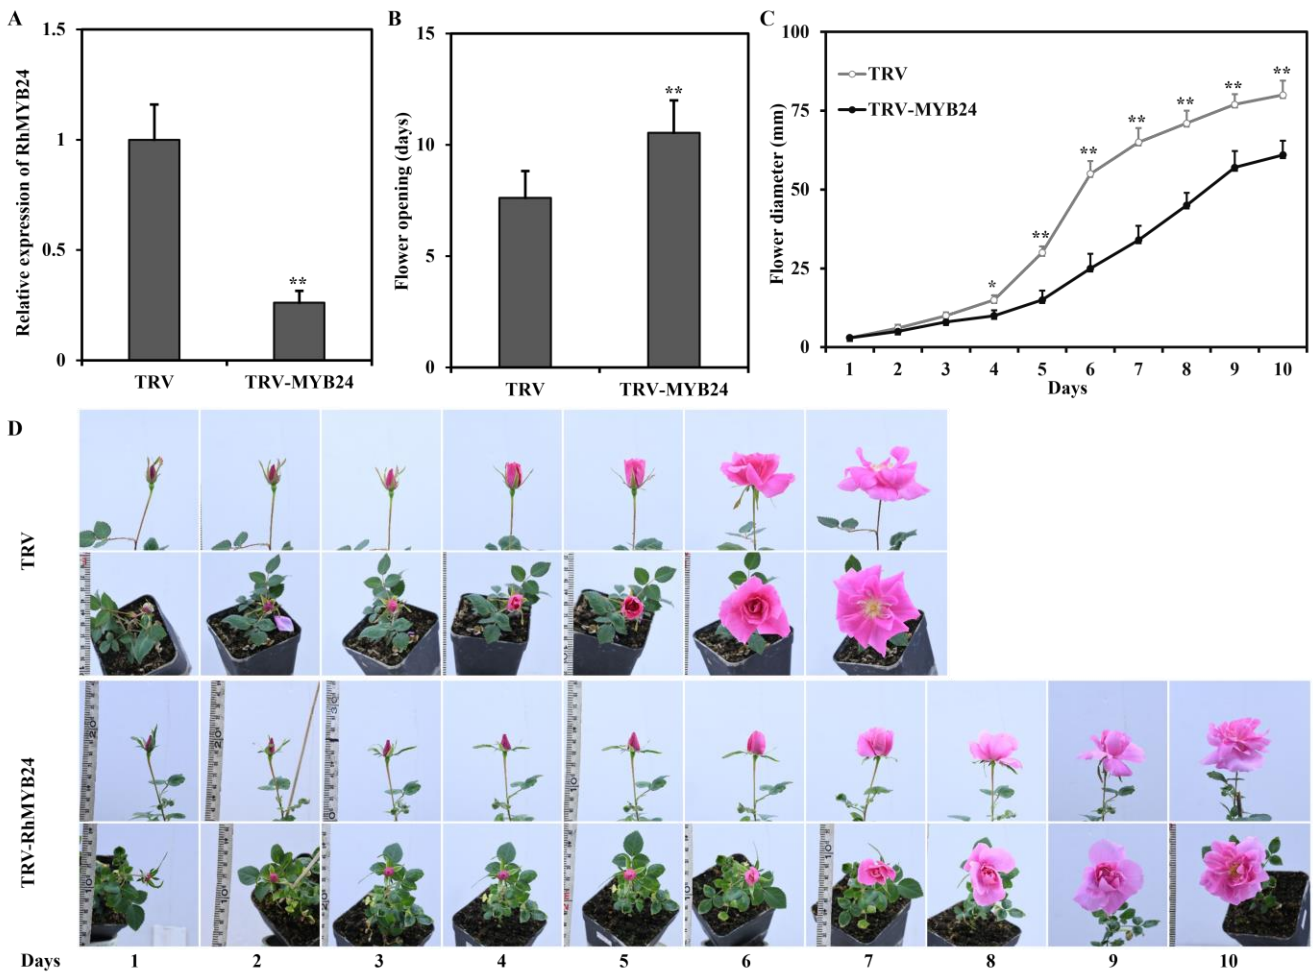 A
Relative expression of RhMYB24
1.5
1
0.5
0
**
TRV
TRV-MYB24
B
Flower opening (days)
15
10
5
0
**
TRV
TRV-MYB24
C
Flower diameter (mm)
100
75
50
25
0
TRV
TRV-MYB24
*
**
**
**
**
**
**
1 2 3 4 5 6 7 8 9 10
Days
D
TRV
TRV-RhMYB24
Days 1 2 3 4 5 6 7 8 9 10